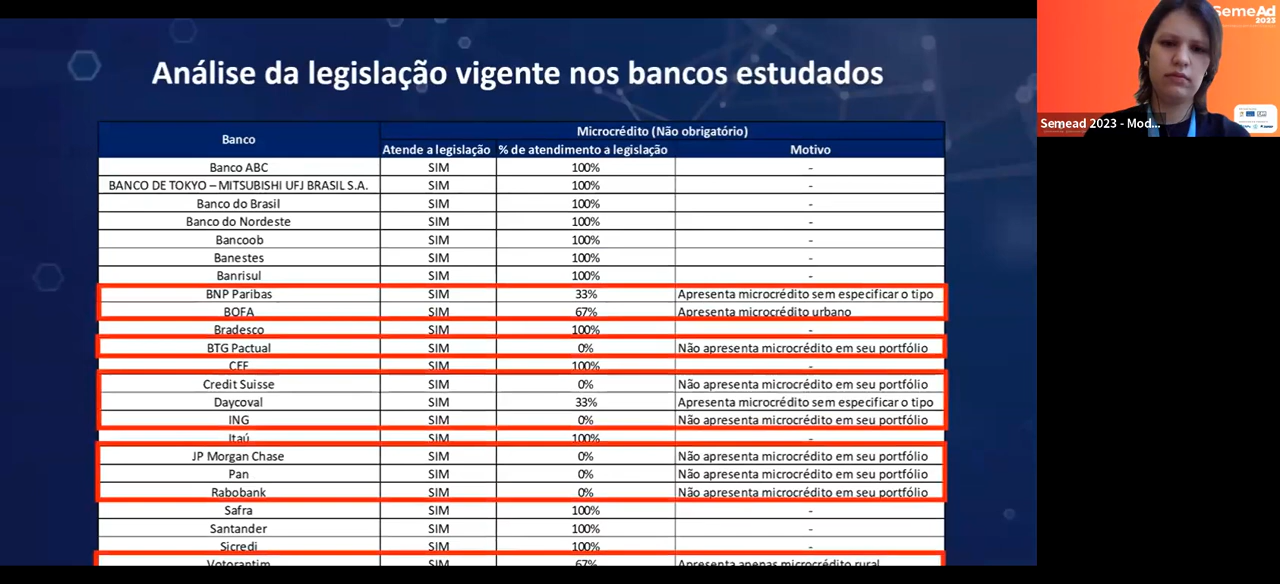 Análise da legislação vigente nos bancos estudados
Banco Microcrédito (Não obrigatório)
Atende a legislação % de atendimento a legislação Motivo
Banco ABC SIM 100% -
BANCO DE TOKYO – MITSUBISHI UFJ BRASIL S.A. SIM 100% -
Banco do Brasil SIM 100% -
Banco do Nordeste SIM 100% -
Bancoob SIM 100% -
Banestes SIM 100% -
Banrisul SIM 100% -
BNP Paribas SIM 33% Apresenta microcrédito sem especificar o tipo
BOFA SIM 67% Apresenta microcrédito urbano
Bradesco SIM 100% -
BTG Pactual SIM 0% Não apresenta microcrédito em seu portfólio
CEF SIM 100% -
Credit Suisse SIM 0% Não apresenta microcrédito em seu portfólio
Daycoval SIM 33% Apresenta microcrédito sem especificar o tipo
ING SIM 0% Não apresenta microcrédito em seu portfólio
Itaú SIM 100% -
JP Morgan Chase SIM 0% Não apresenta microcrédito em seu portfólio
Pan SIM 0% Não apresenta microcrédito em seu portfólio
Rabobank SIM 0% Não apresenta microcrédito em seu portfólio
Safra SIM 100% -
Santander SIM 100% -
Sicredi SIM 100% -
Votorantim SIM 67% Apresenta apenas microcrédito rural
SemeAd
2023
Semead 2023 - Mod...